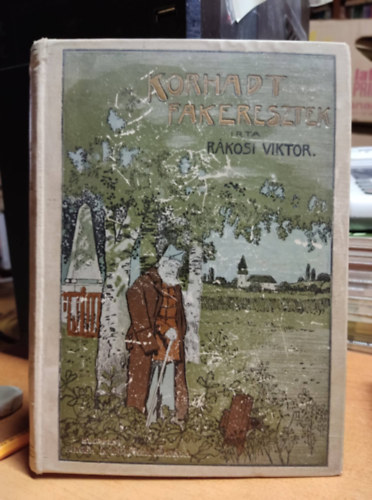 KORHADT
FAKERESZTEK
IRTA
RÁKOSI VIKTOR.